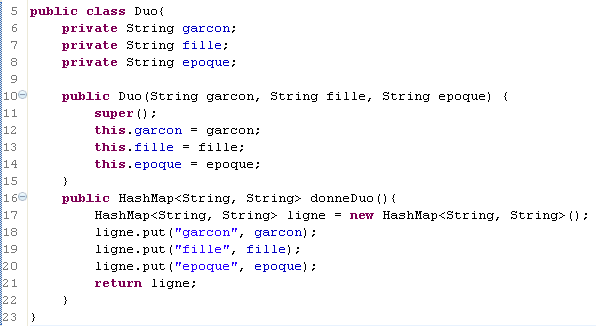 5 public class Duo{
6     private String garcon;
7     private String fille;
8     private String epoque;
9
10     public Duo(String garcon, String fille, String epoque) {
11         super();
12         this.garcon = garcon;
13         this.fille = fille;
14         this.epoque = epoque;
15     }
16     public HashMap<String, String> donneDuo(){
17         HashMap<String, String> ligne = new HashMap<String, String>();
18         ligne.put("garcon", garcon);
19         ligne.put("fille", fille);
20         ligne.put("epoque", epoque);
21         return ligne;
22     }
23 }